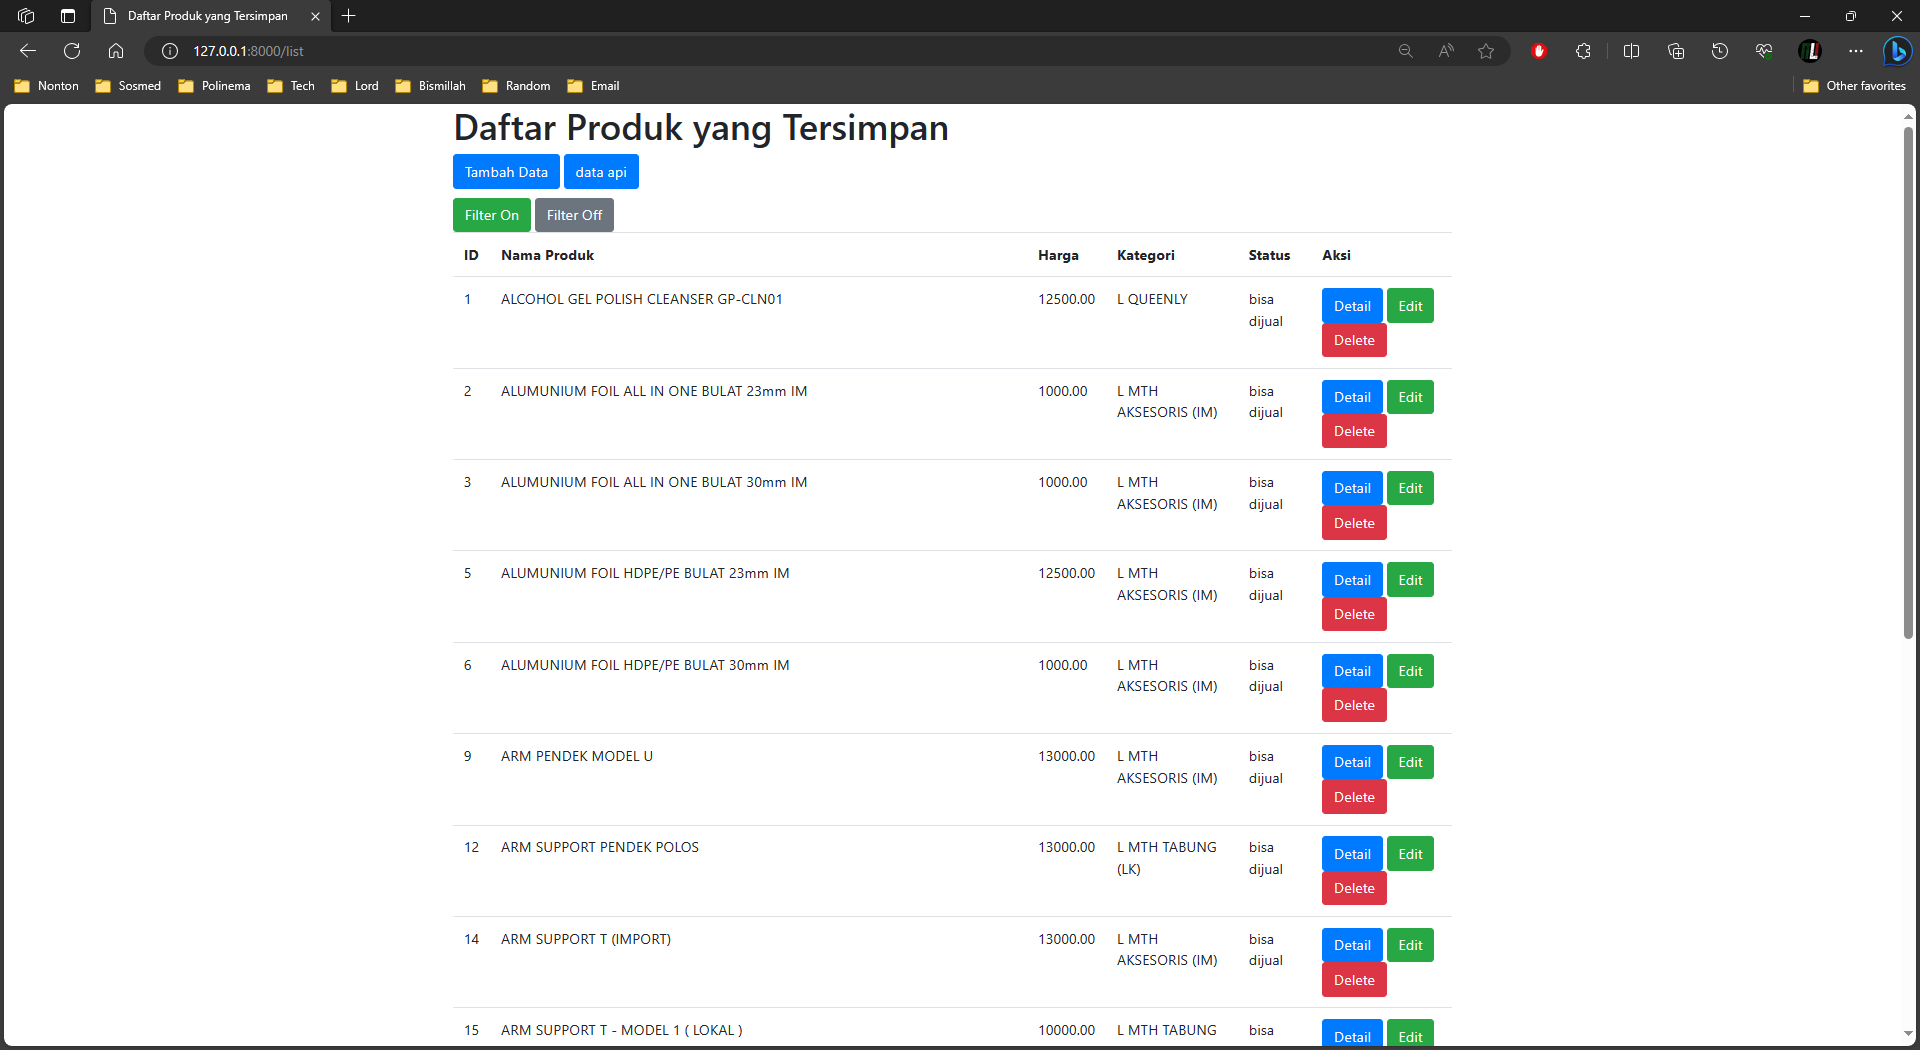 Daftar Produk yang Tersimpan
127.0.0.1:8000/list
Nonton Sosmed Polinema Tech Lord Bismillah Random Email Other favorites
Daftar Produk yang Tersimpan
Tambah Data data api
Filter On Filter Off
ID Nama Produk Harga Kategori Status Aksi
1 ALCOHOL GEL POLISH CLEANSER GP-CLN01 12500.00 L QUEENLY bisa Detail Edit
dijual
Delete
2 ALUMUNIUM FOIL ALL IN ONE BULAT 23mm IM 1000.00 L MTH bisa Detail Edit
AKSESORIS (IM) dijual
Delete
3 ALUMUNIUM FOIL ALL IN ONE BULAT 30mm IM 1000.00 L MTH bisa Detail Edit
AKSESORIS (IM) dijual
Delete
5 ALUMUNIUM FOIL HDPE/PE BULAT 23mm IM 12500.00 L MTH bisa Detail Edit
AKSESORIS (IM) dijual
Delete
6 ALUMUNIUM FOIL HDPE/PE BULAT 30mm IM 1000.00 L MTH bisa Detail Edit
AKSESORIS (IM) dijual
Delete
9 ARM PENDEK MODEL U 13000.00 L MTH bisa Detail Edit
AKSESORIS (IM) dijual
Delete
12 ARM SUPPORT PENDEK POLOS 13000.00 L MTH TABUNG bisa Detail Edit
(LK) dijual
Delete
14 ARM SUPPORT T (IMPORT) 13000.00 L MTH bisa Detail Edit
AKSESORIS (IM) dijual
Delete
15 ARM SUPPORT T - MODEL 1 ( LOKAL ) 10000.00 L MTH TABUNG bisa Detail Edit